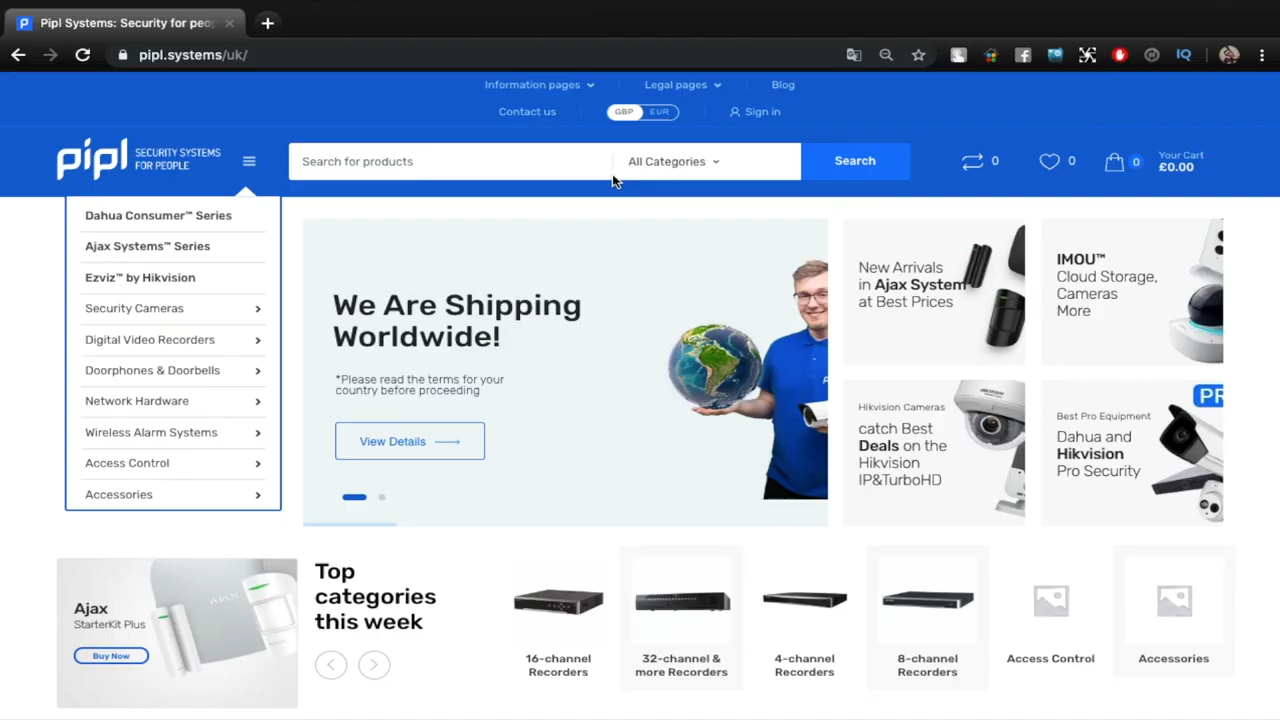 Pipl Systems: Security for peo
pipl.systems/uk/
IQ
Information pages
Legal pages
Blog
Contact us
GBP
EUR
Sign in
pipl
SECURITY SYSTEMS
FOR PEOPLE
Search for products
All Categories
Search
0
0
0
Your Cart
£0.00
Dahua Consumer™ Series
Ajax Systems™ Series
Ezviz™ by Hikvision
Security Cameras
Digital Video Recorders
Doorphones & Doorbells
Network Hardware
Wireless Alarm Systems
Access Control
Accessories
We Are Shipping
Worldwide!
*Please read the terms for your
country before proceeding
View Details
New Arrivals
in Ajax System
at Best Prices
IMOU™
Cloud Storage,
Cameras
More
Hikvision Cameras
catch Best
Deals on the
Hikvision
IP&TurboHD
PR
Best Pro Equipment
Dahua and
Hikvision
Pro Security
Ajax
StarterKit Plus
Buy Now
AJAX
Top
categories
this week
16-channel
Recorders
32-channel &
more Recorders
4-channel
Recorders
8-channel
Recorders
Access Control
Accessories